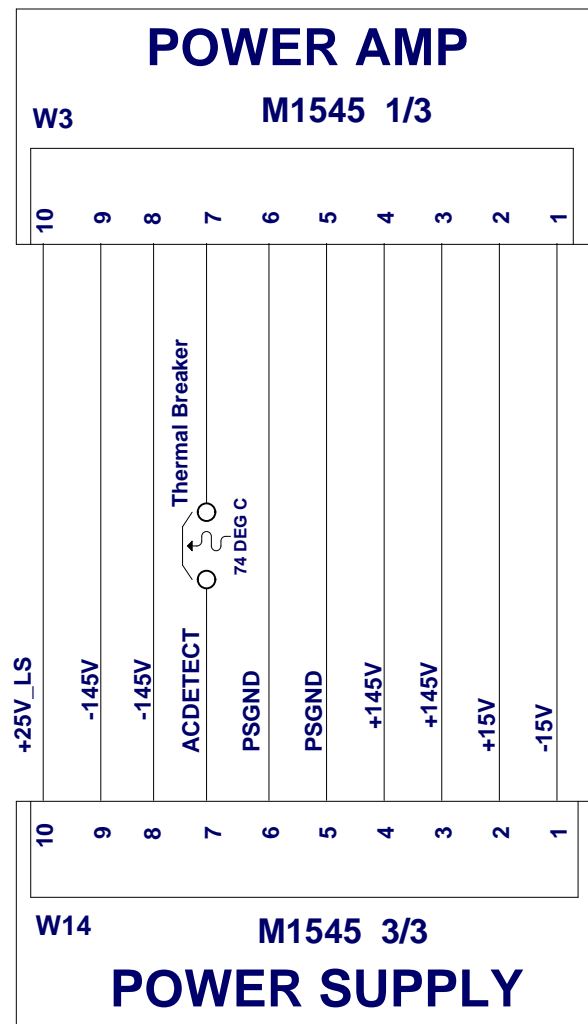 POWER AMP
W3
M1545 1/3
10 9 8 7 6 5 4 3 2 1
Thermal Breaker
74 DEG C
+25V_LS
-145V
-145V
ACDETECT
PSGND
PSGND
+145V
+145V
+15V
-15V
10 9 8 7 6 5 4 3 2 1
W14
M1545 3/3
POWER SUPPLY